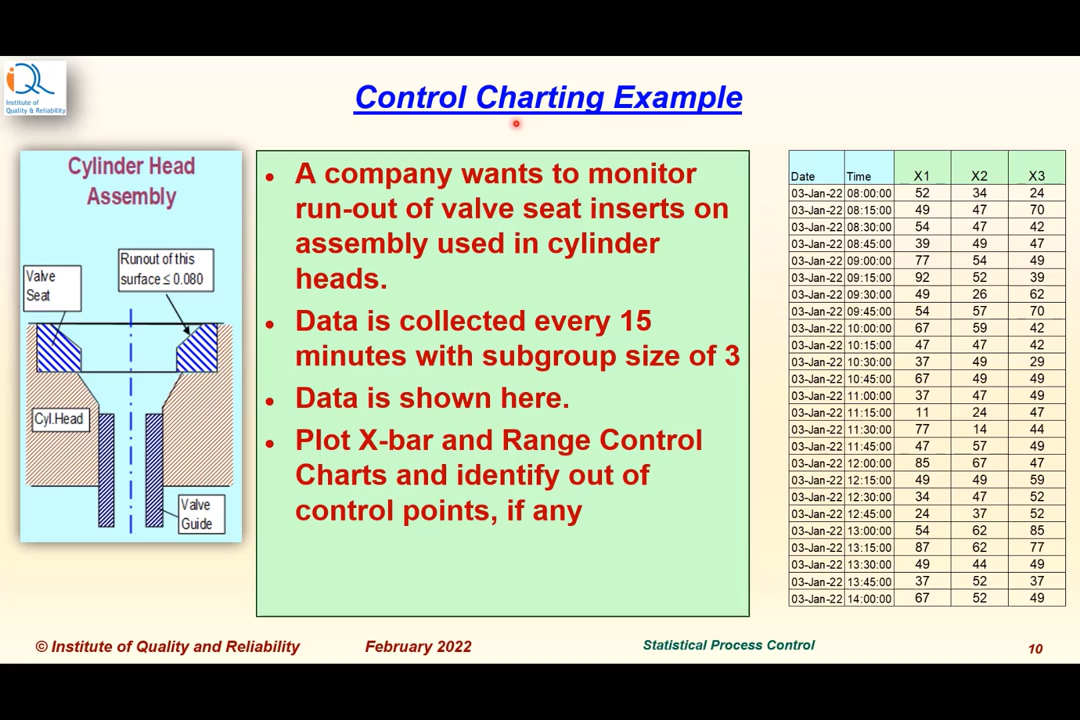 Institute of
Quality & Reliability
Control Charting Example
Cylinder Head
Assembly
Runout of this
surface ≤ 0.080
Valve
Seat
Cyl.Head
Valve
Guide
• A company wants to monitor
run-out of valve seat inserts on
assembly used in cylinder
heads.
• Data is collected every 15
minutes with subgroup size of 3
• Data is shown here.
• Plot X-bar and Range Control
Charts and identify out of
control points, if any
Date Time X1 X2 X3
03-Jan-22 08:00:00 52 34 24
03-Jan-22 08:15:00 49 47 70
03-Jan-22 08:30:00 54 47 42
03-Jan-22 08:45:00 39 49 47
03-Jan-22 09:00:00 77 54 49
03-Jan-22 09:15:00 92 52 39
03-Jan-22 09:30:00 49 26 62
03-Jan-22 09:45:00 54 57 70
03-Jan-22 10:00:00 67 59 42
03-Jan-22 10:15:00 47 47 42
03-Jan-22 10:30:00 37 49 29
03-Jan-22 10:45:00 67 49 49
03-Jan-22 11:00:00 37 47 49
03-Jan-22 11:15:00 11 24 47
03-Jan-22 11:30:00 77 14 44
03-Jan-22 11:45:00 47 57 49
03-Jan-22 12:00:00 85 67 47
03-Jan-22 12:15:00 49 49 59
03-Jan-22 12:30:00 34 47 52
03-Jan-22 12:45:00 24 37 52
03-Jan-22 13:00:00 54 62 85
03-Jan-22 13:15:00 87 62 77
03-Jan-22 13:30:00 49 44 49
03-Jan-22 13:45:00 37 52 37
03-Jan-22 14:00:00 67 52 49
© Institute of Quality and Reliability February 2022 Statistical Process Control 10